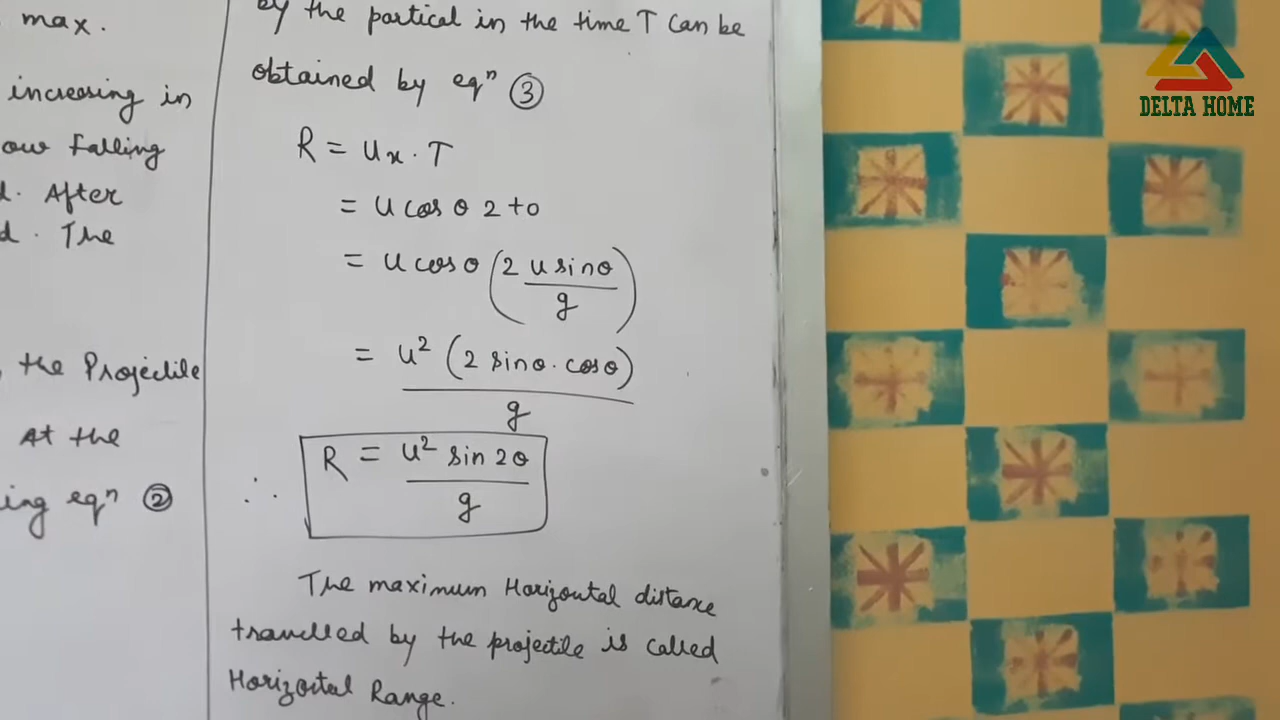 max.
increasing in
our falling
d. After
d. The
the Projectile
At the
ing eqⁿ ②
by the partical in the time T can be
obtained by eqⁿ ③
R = uₓ . T
= u cos θ 2 t0
= u cos θ (2 u sin θ / g)
= u² (2 sin θ . cos θ) / g
∴ R = u² sin 2θ / g
The maximum Horizontal distance
travelled by the projectile is called
Horizontal Range.
DELTA HOME